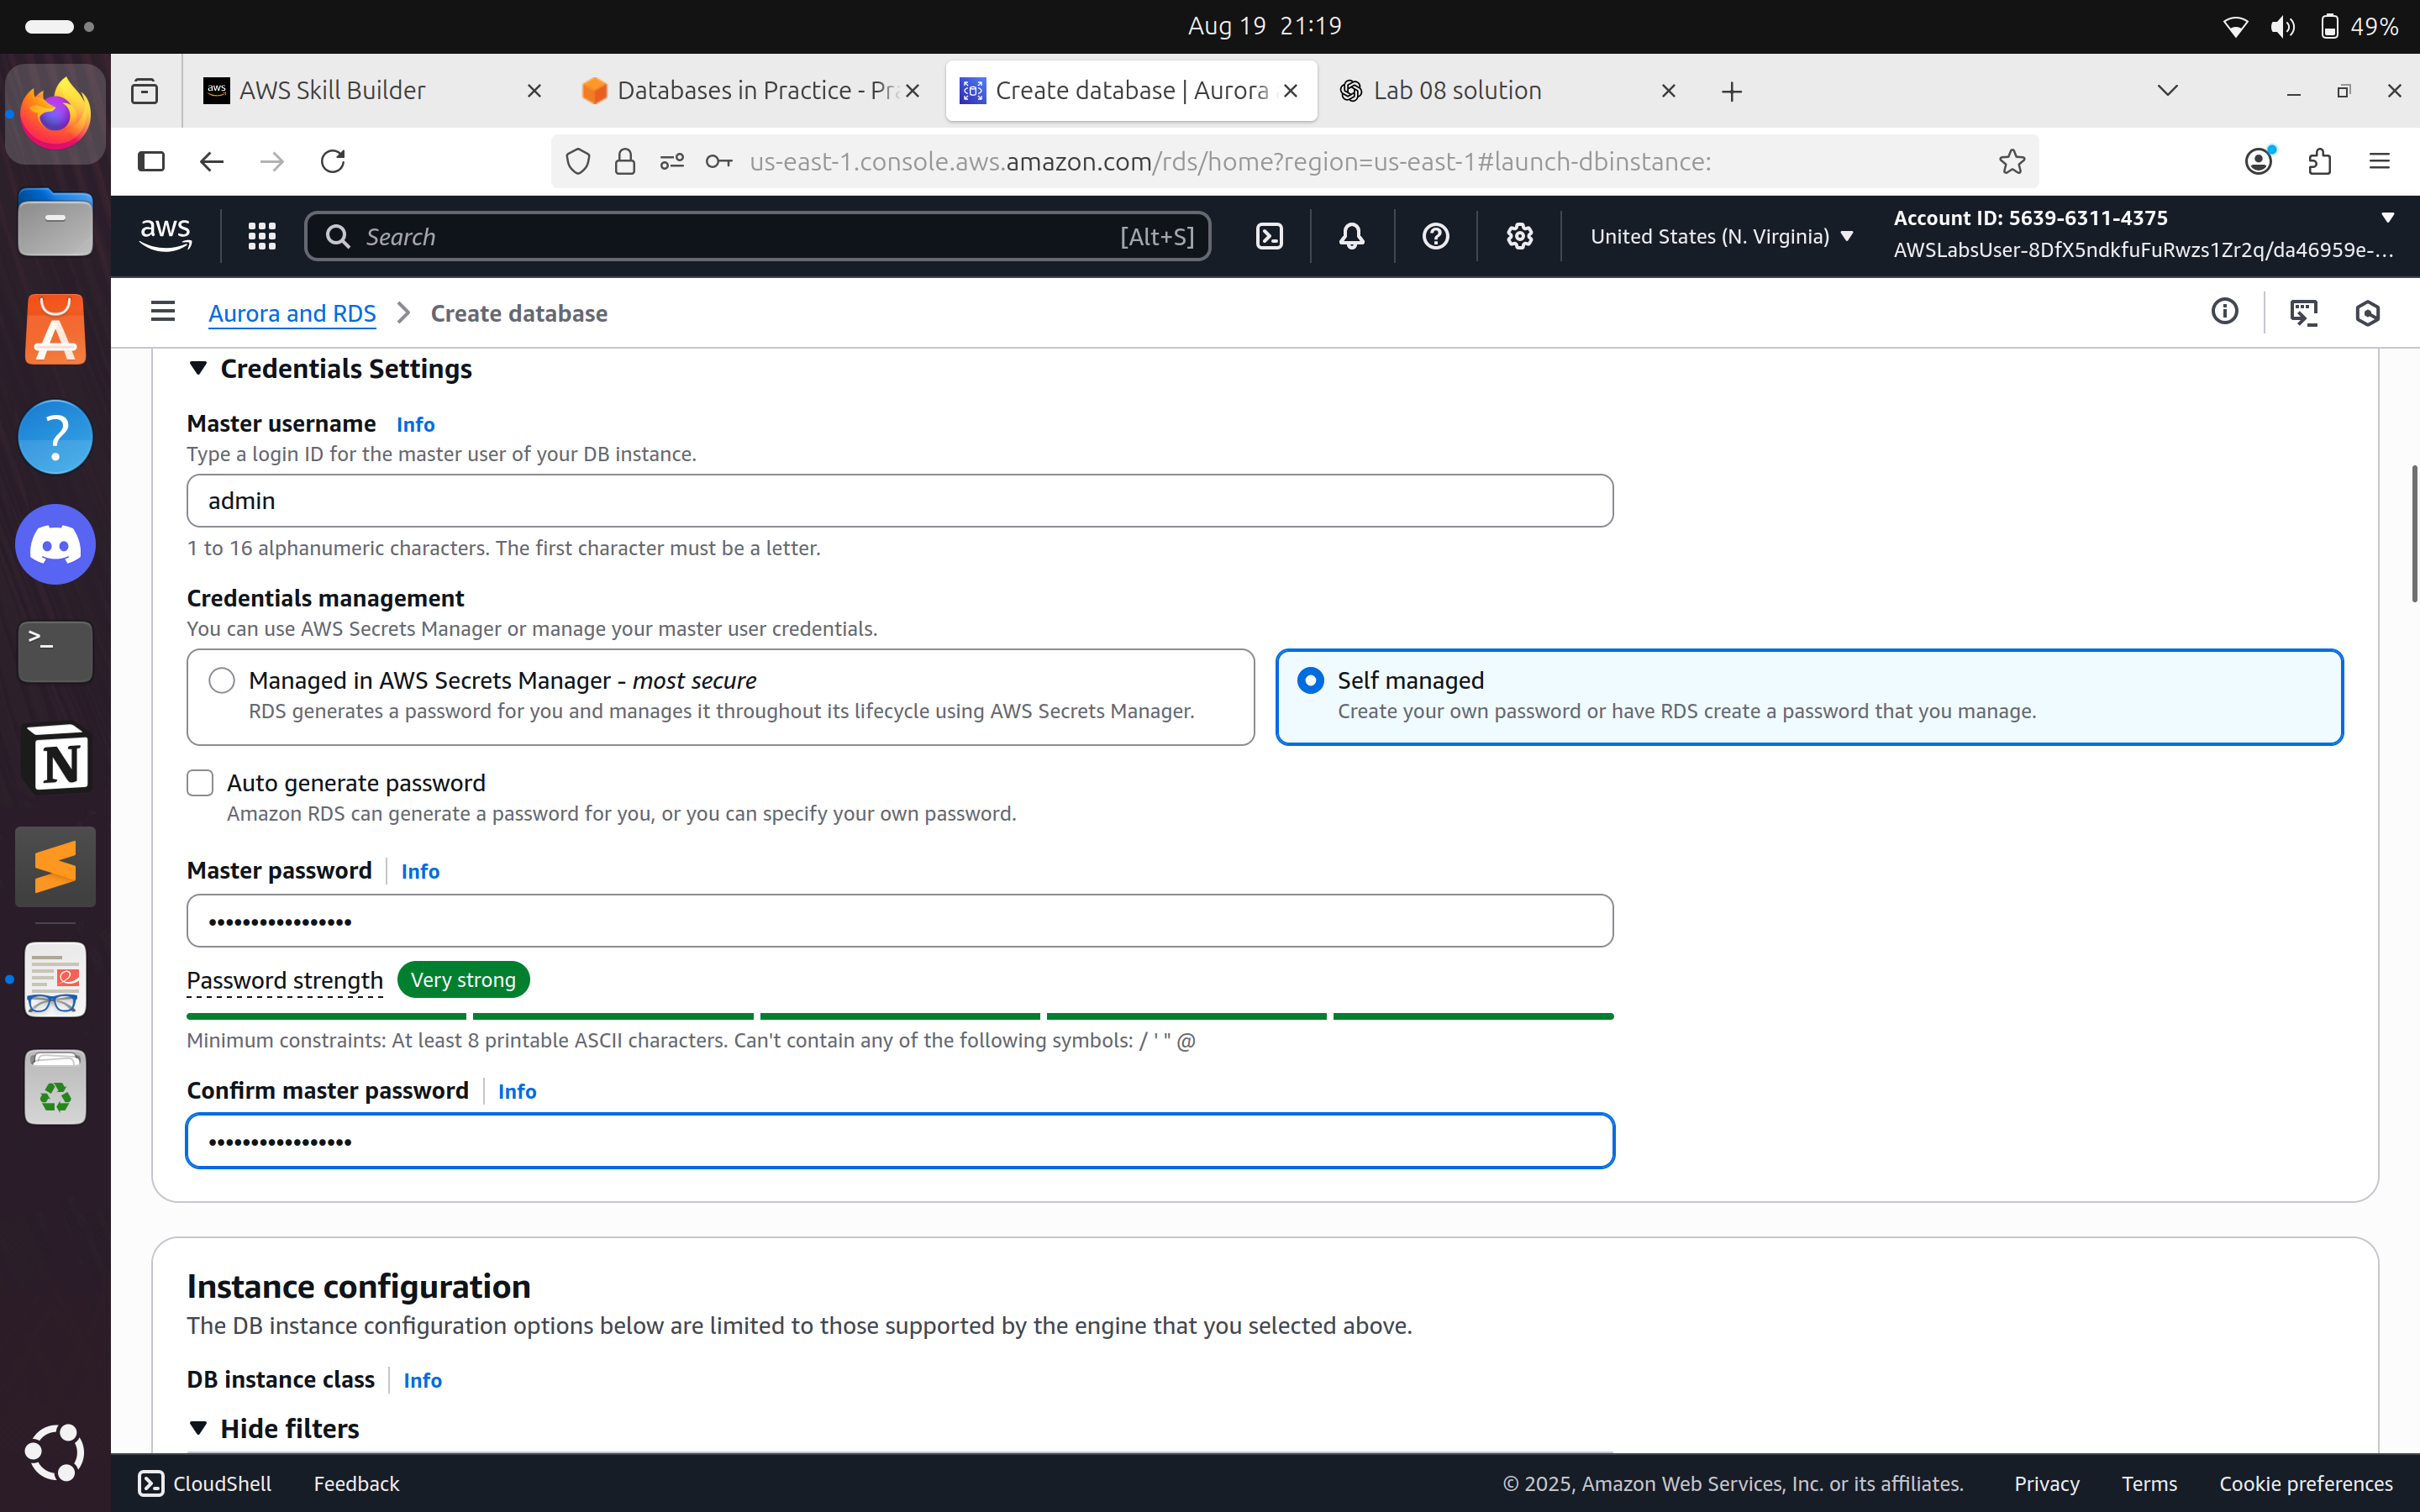 Aug 19 21:19
49%
AWS Skill Builder
Databases in Practice - Pr
Create database | Aurora
Lab 08 solution
us-east-1.console.aws.amazon.com/rds/home?region=us-east-1#launch-dbinstance:
aws
Search
[Alt+S]
United States (N. Virginia)
Account ID: 5639-6311-4375
AWSLabsUser-8DfX5ndkfuFuRwzs1Zr2q/da46959e-...
Aurora and RDS
Create database
Credentials Settings
Master username Info
Type a login ID for the master user of your DB instance.
admin
1 to 16 alphanumeric characters. The first character must be a letter.
Credentials management
You can use AWS Secrets Manager or manage your master user credentials.
Managed in AWS Secrets Manager - most secure
RDS generates a password for you and manages it throughout its lifecycle using AWS Secrets Manager.
Self managed
Create your own password or have RDS create a password that you manage.
Auto generate password
Amazon RDS can generate a password for you, or you can specify your own password.
Master password Info
•••••••••••••••••
Password strength Very strong
Minimum constraints: At least 8 printable ASCII characters. Can't contain any of the following symbols: / ' " @
Confirm master password Info
•••••••••••••••••
Instance configuration
The DB instance configuration options below are limited to those supported by the engine that you selected above.
DB instance class Info
Hide filters
CloudShell
Feedback
© 2025, Amazon Web Services, Inc. or its affiliates.
Privacy
Terms
Cookie preferences